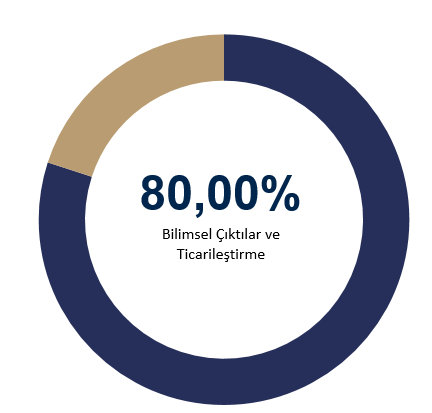 80,00%
Bilimsel Çıktılar ve
Ticarileştirme